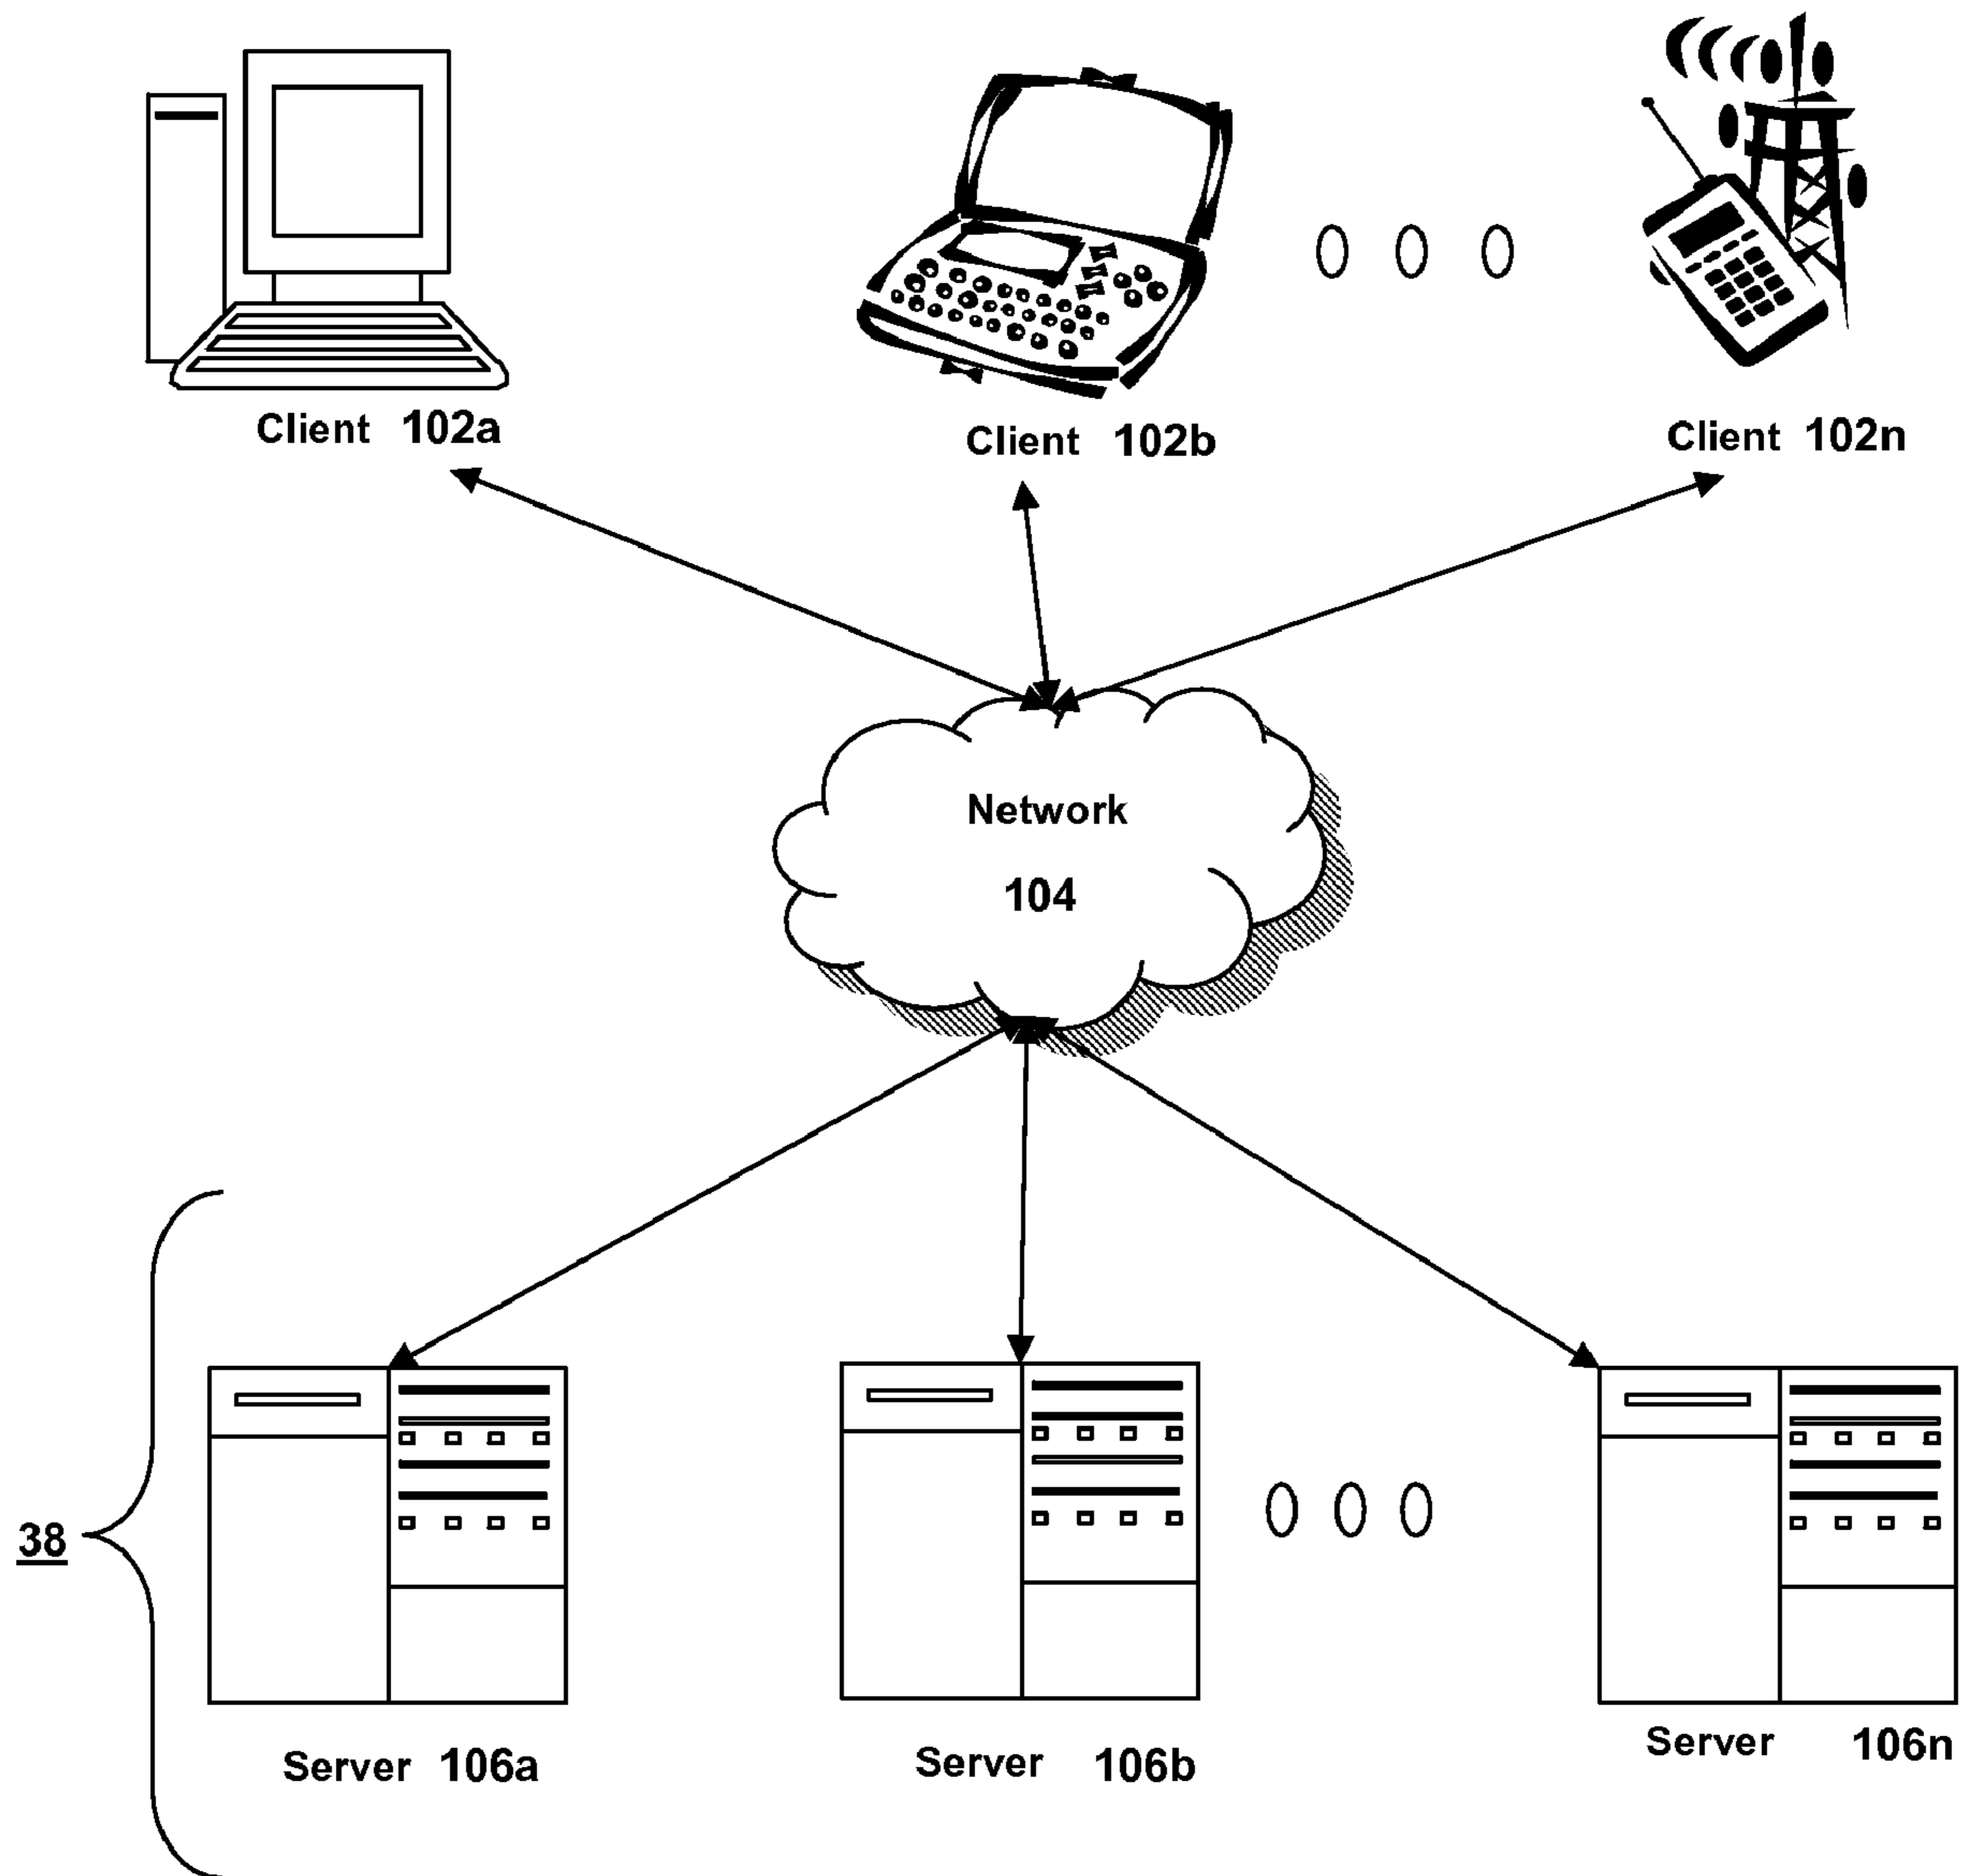 Client 102a
Client 102b
Client 102n
Network
104
38
Server 106a
Server 106b
Server 106n